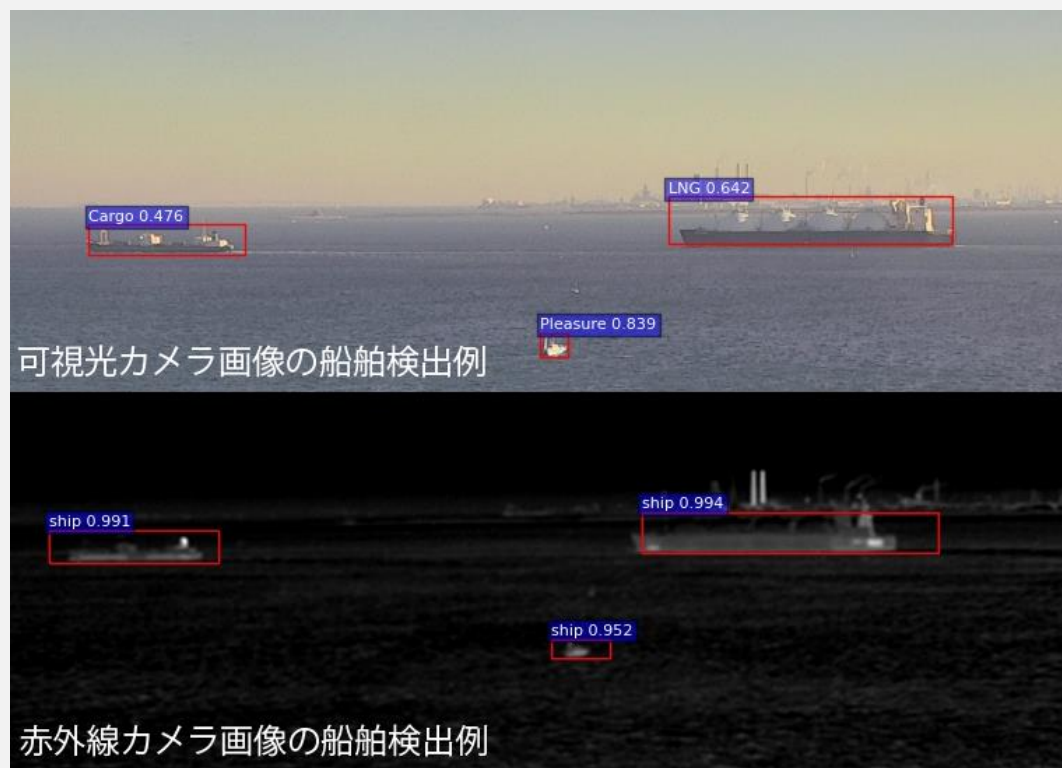 LNG 0.642
Cargo 0.476
Pleasure 0.839
可視光カメラ画像の船舶検出例
ship 0.994
ship 0.991
ship 0.952
赤外線カメラ画像の船舶検出例